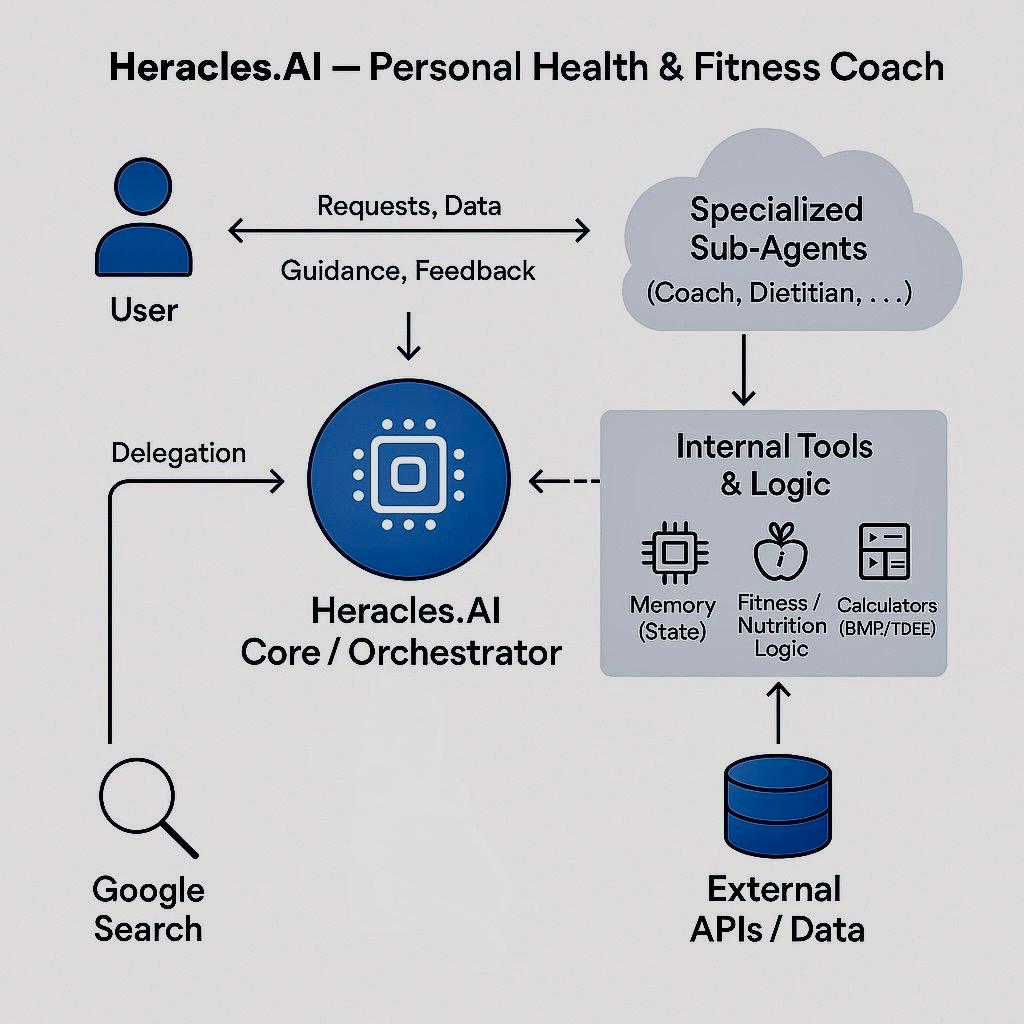 Heracles.AI — Personal Health & Fitness Coach
Requests, Data
Guidance, Feedback
User
Specialized
Sub-Agents
(Coach, Dietitian, . . .)
Delegation
Internal Tools
& Logic
Memory
(State)
Fitness /
Nutrition
Logic
Calculators
(BMP./TDEE)
Heracles.AI
Core / Orchestrator
Google
Search
External
APIs / Data